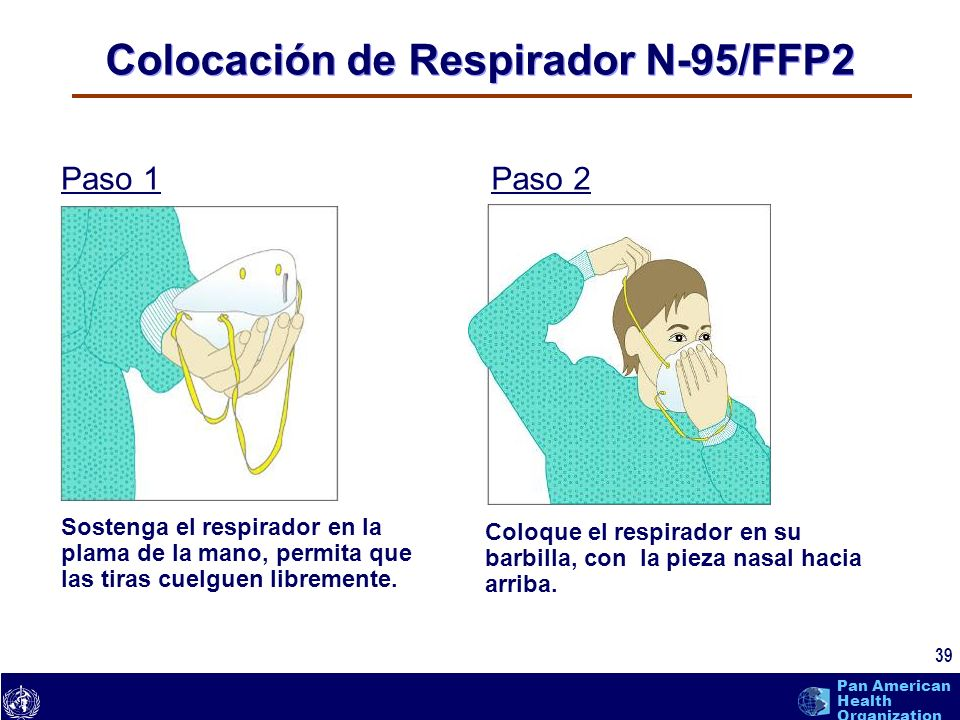 Colocación de Respirador N-95/FFP2
Paso 1
Sostenga el respirador en la
plama de la mano, permita que
las tiras cuelguen libremente.
Paso 2
Coloque el respirador en su
barbilla, con la pieza nasal hacia
arriba.
39
Pan American
Health
Organization